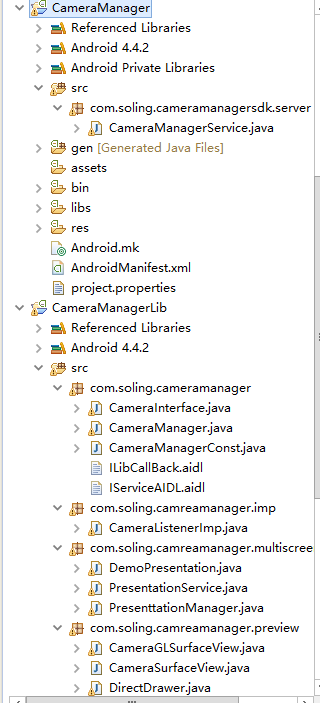 CameraManager
Referenced Libraries
Android 4.4.2
Android Private Libraries
src
com.soling.cameramanagersdk.server
CameraManagerService.java
gen [Generated Java Files]
assets
bin
libs
res
Android.mk
AndroidManifest.xml
project.properties
CameraManagerLib
Referenced Libraries
Android 4.4.2
src
com.soling.cameramanager
CameraInterface.java
CameraManager.java
CameraManagerConst.java
ILibCallBack.aidl
IServiceAIDL.aidl
com.soling.camreamanager.imp
CameraListenerImp.java
com.soling.camreamanager.multiscree
DemoPresentation.java
PresentationService.java
PresenttationManager.java
com.soling.camreamanager.preview
CameraGLSurfaceView.java
CameraSurfaceView.java
DirectDrawer.java